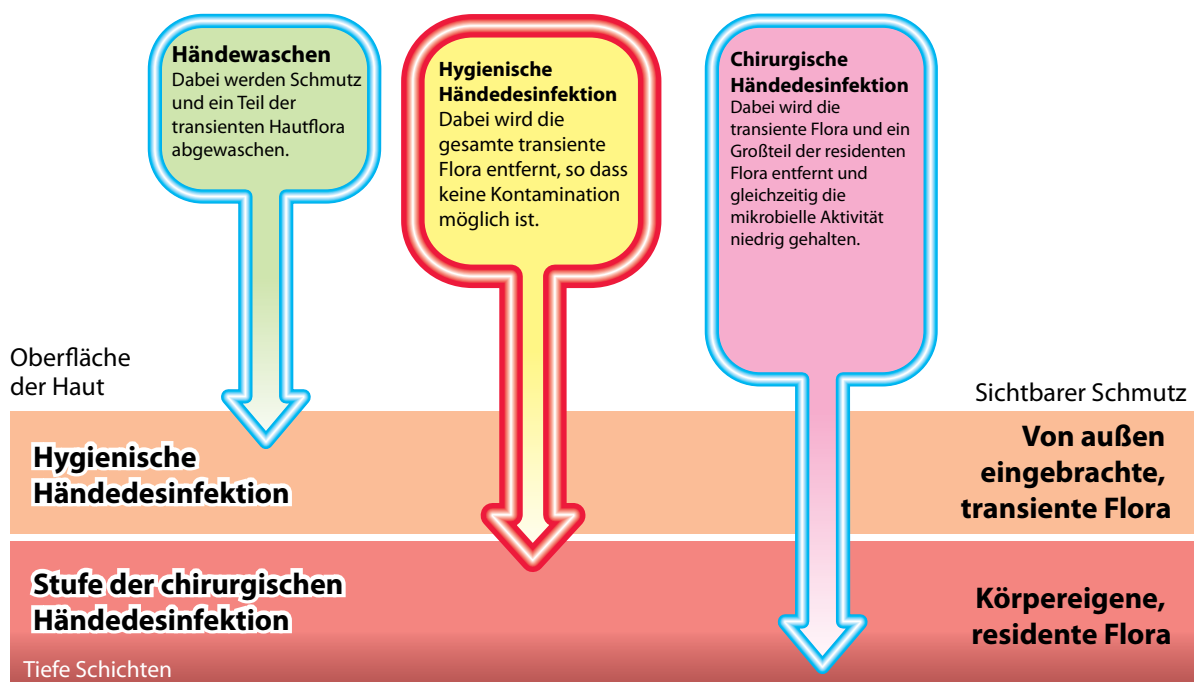 Händewaschen
Dabei werden Schmutz
und ein Teil der
transienten Hautflora
abgewaschen.
Hygienische
Händedesinfektion
Dabei wird die
gesamte transiente
Flora entfernt, so dass
keine Kontamination
möglich ist.
Chirurgische
Händedesinfektion
Dabei wird die
transiente Flora und ein
Großteil der residenten
Flora entfernt und
gleichzeitig die
mikrobielle Aktivität
niedrig gehalten.
Oberfläche
der Haut
Sichtbarer Schmutz
Hygienische
Händedesinfektion
Von außen
eingebrachte,
transiente Flora
Stufe der chirurgischen
Händedesinfektion
Körpereigene,
residente Flora
Tiefe Schichten